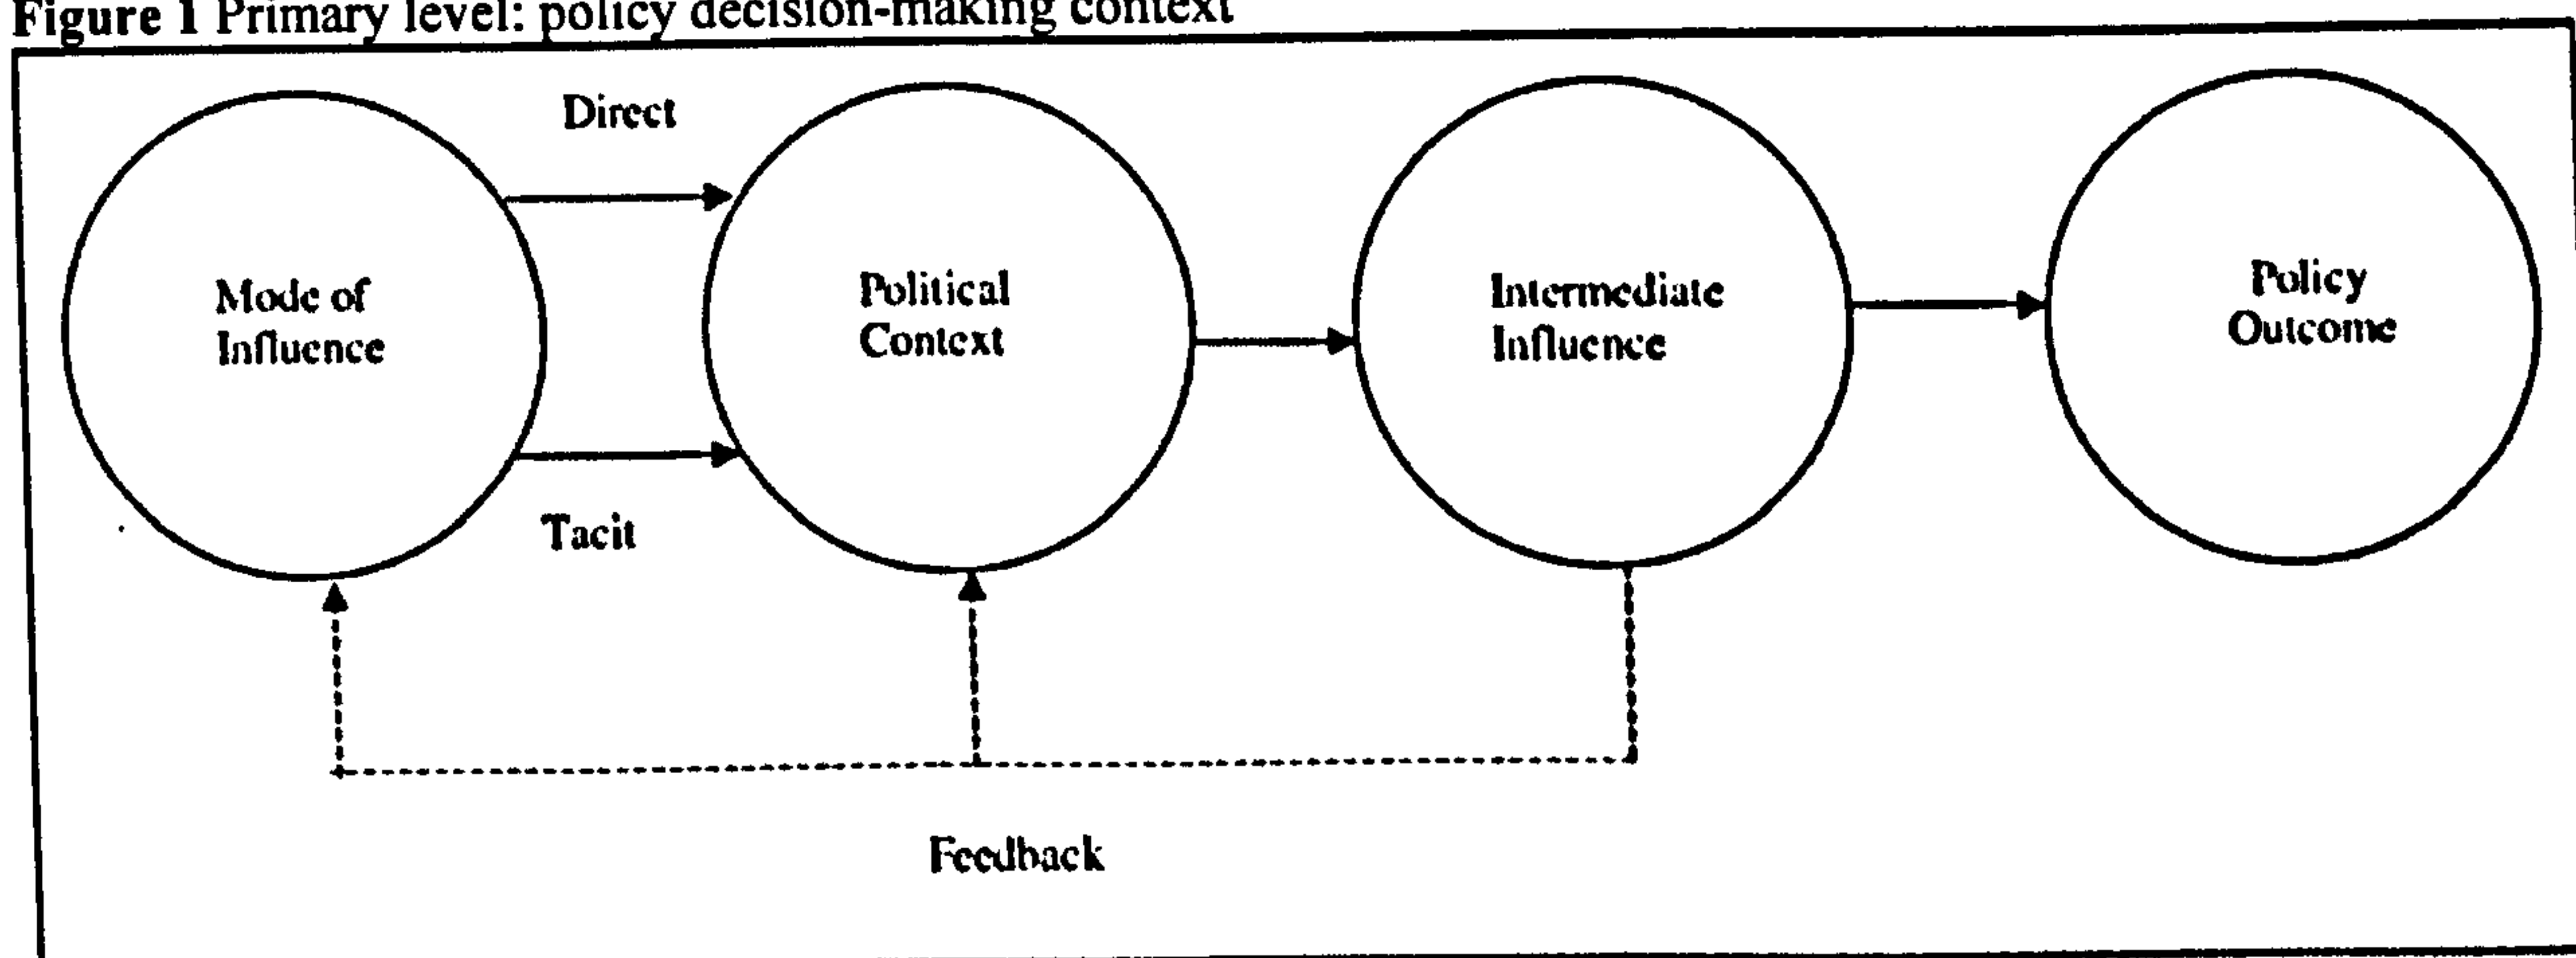 Figure 1 Primary level: policy decision-making context
Direct
Mode of
Influence
Political
Context
Intermediate
Influence
Policy
Outcome
Tacit
Feedback